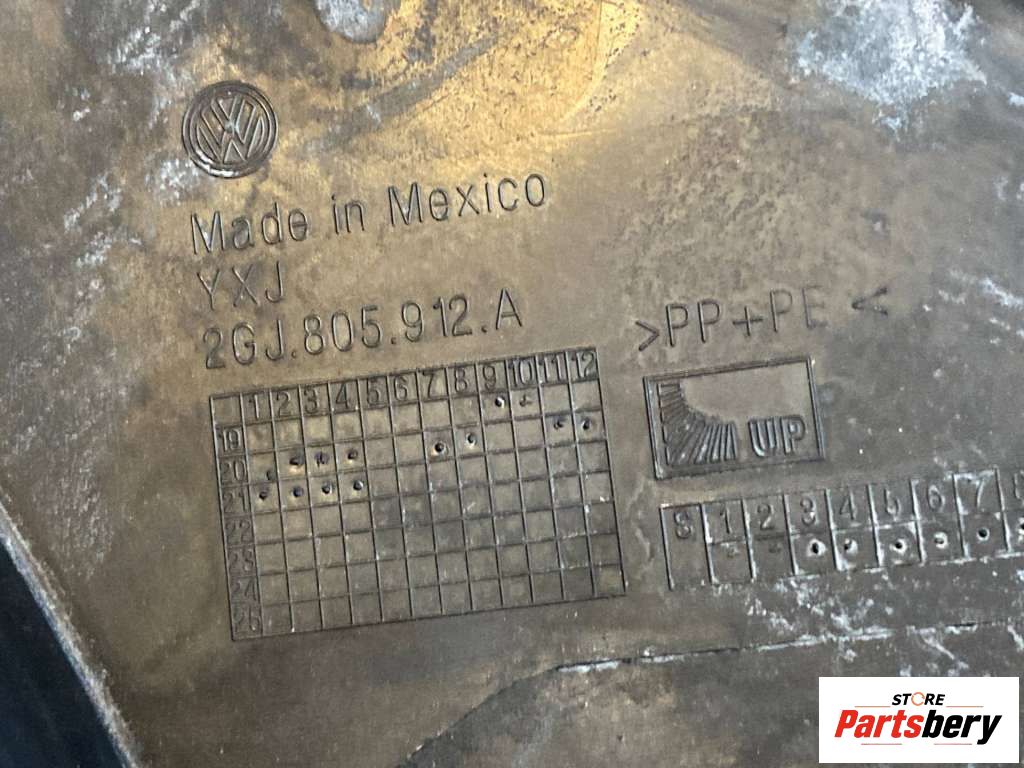 VW
Made in Mexico
YXJ
2GJ.805.912.A
>PP+PE<
1 2 3 4 5 6 7 8 9 10 11 12
19
20
21
22
23
24
25
UP
S 1 2 3 4 5 6 7 8
STORE
Partsbery